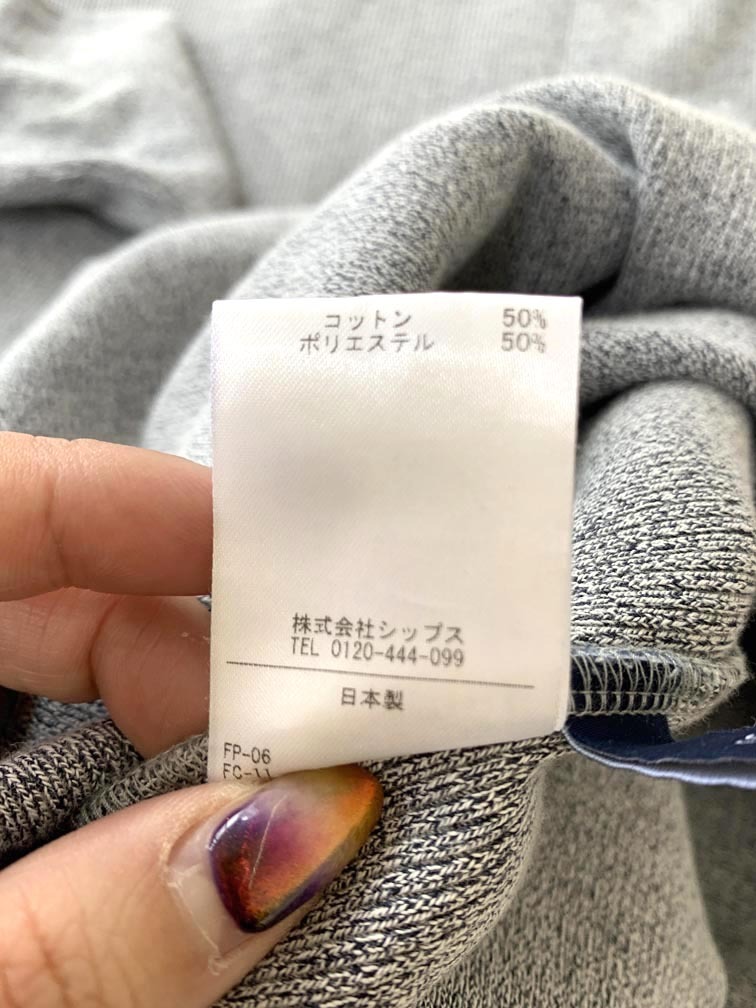 コットン 50%
ポリエステル 50%
株式会社シップス
TEL 0120-444-099
日本製
FP-06